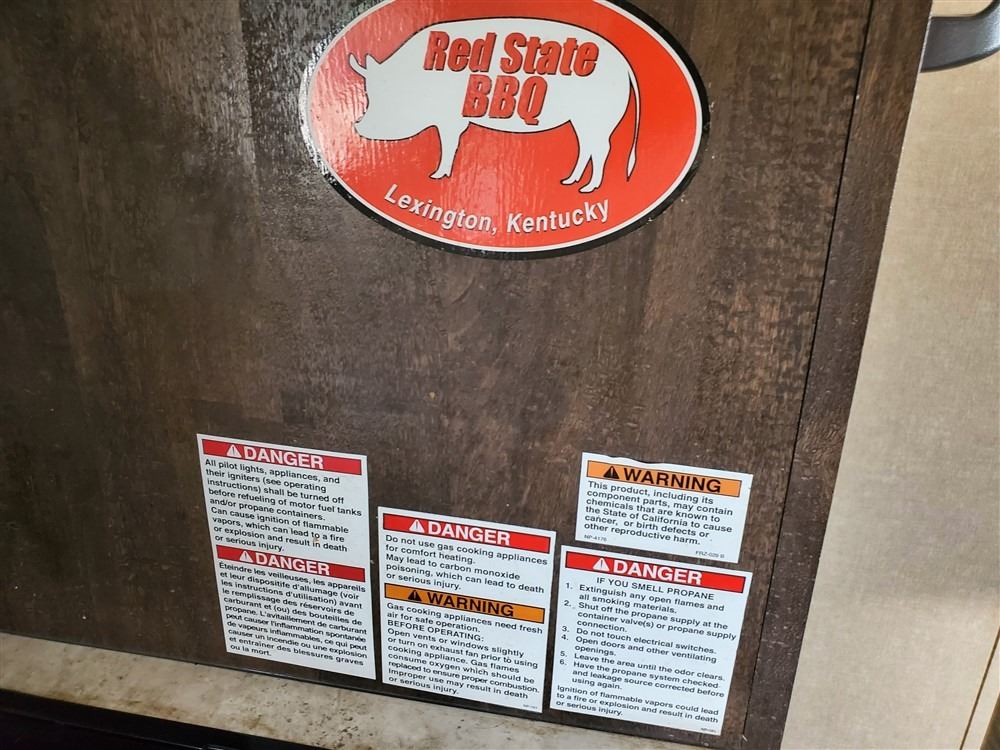 Red State
BBQ
Lexington, Kentucky
DANGER
All pilot lights, appliances, and
their igniters (see operating
instructions) shall be turned off
before refueling of motor fuel tanks
and/or propane containers.
Can cause ignition of flammable
vapors, which can lead to a fire
or explosion and result in death
or serious injury.
DANGER
Éteindre les veilleuses, les appareils
et leur dispositife d'allumage (voir
les instructions d'utilisation) avant
le remplissage des réservoirs de
carburant et (ou) des bouteilles de
propane. L'avitaillement de carburant
peut causer l'inflammation spontanée
de vapeurs inflammables, ce qui peut
causer un incendie ou une explosion
et entraîner des blessures graves
ou la mort.
DANGER
Do not use gas cooking appliances
for comfort heating.
May lead to carbon monoxide
poisoning, which can lead to death
or serious injury.
WARNING
Gas cooking appliances need fresh
air for safe operation.
BEFORE OPERATING:
Open vents or windows slightly
or turn on exhaust fan prior to using
cooking appliance. Gas flames
consume oxygen which should be
replaced to ensure proper combustion.
Improper use may result in death
or serious injury.
WARNING
This product, including its
component parts, may contain
chemicals that are known to
the State of California to cause
cancer, or birth defects or
other reproductive harm.
NP-4176 FRZ-029 B
DANGER
IF YOU SMELL PROPANE
1. Extinguish any open flames and
all smoking materials.
2. Shut off the propane supply at the
container valve(s) or propane supply
connection.
3. Do not touch electrical switches.
4. Open doors and other ventilating
openings.
5. Leave the area until the odor clears.
6. Have the propane system checked
and leakage source corrected before
using again.
Ignition of flammable vapors could lead
to a fire or explosion and result in death
or serious injury.